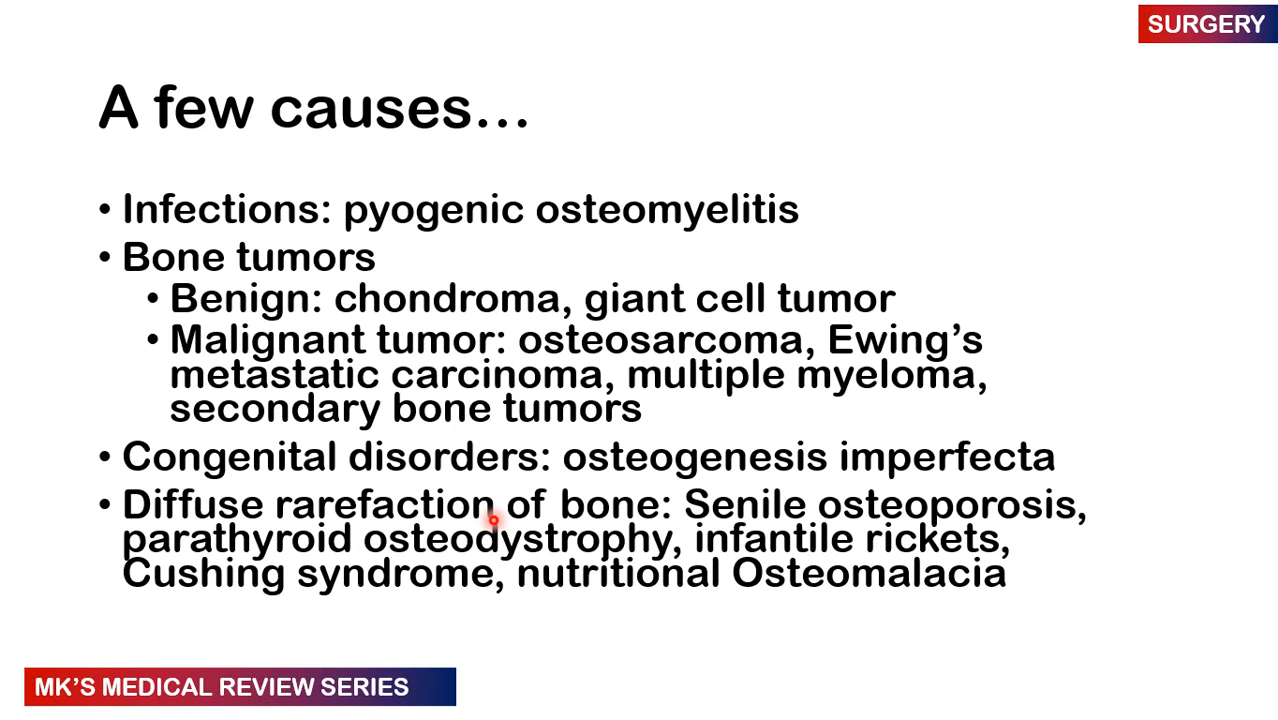 SURGERY
A few causes…
• Infections: pyogenic osteomyelitis
• Bone tumors
• Benign: chondroma, giant cell tumor
• Malignant tumor: osteosarcoma, Ewing’s
metastatic carcinoma, multiple myeloma,
secondary bone tumors
• Congenital disorders: osteogenesis imperfecta
• Diffuse rarefaction of bone: Senile osteoporosis,
parathyroid osteodystrophy, infantile rickets,
Cushing syndrome, nutritional Osteomalacia
MK’S MEDICAL REVIEW SERIES